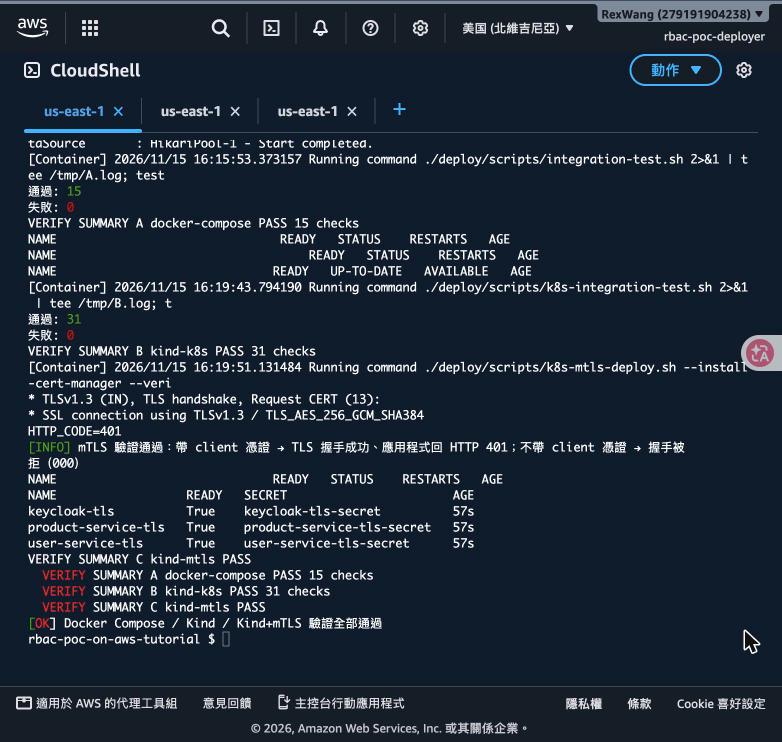 aws
RexWang (279191904238) ▼
美國 (北維吉尼亞) ▼
rbac-poc-deployer
CloudShell
動作 ▼
us-east-1 ×
us-east-1 ×
us-east-1 ×
+
taSource : HikariPool-1 - Start completed.
[Container] 2026/11/15 16:15:53.373157 Running command ./deploy/scripts/integration-test.sh 2>&1 | t
ee /tmp/A.log; test
通過: 15
失敗: 0
VERIFY SUMMARY A docker-compose PASS 15 checks
NAME READY STATUS RESTARTS AGE
NAME READY STATUS RESTARTS AGE
NAME READY UP-TO-DATE AVAILABLE AGE
[Container] 2026/11/15 16:19:43.794190 Running command ./deploy/scripts/k8s-integration-test.sh 2>&1
| tee /tmp/B.log; t
通過: 31
失敗: 0
VERIFY SUMMARY B kind-k8s PASS 31 checks
[Container] 2026/11/15 16:19:51.131484 Running command ./deploy/scripts/k8s-mtls-deploy.sh --install
-cert-manager --veri
* TLSv1.3 (IN), TLS handshake, Request CERT (13):
* SSL connection using TLSv1.3 / TLS_AES_256_GCM_SHA384
HTTP_CODE=401
[INFO] mTLS 驗證通過：帶 client 憑證 → TLS 握手成功、應用程式回 HTTP 401；不帶 client 憑證 → 握手被
拒 (000)
NAME READY STATUS RESTARTS AGE
NAME READY SECRET AGE
keycloak-tls True keycloak-tls-secret 57s
product-service-tls True product-service-tls-secret 57s
user-service-tls True user-service-tls-secret 57s
VERIFY SUMMARY C kind-mtls PASS
VERIFY SUMMARY A docker-compose PASS 15 checks
VERIFY SUMMARY B kind-k8s PASS 31 checks
VERIFY SUMMARY C kind-mtls PASS
[OK] Docker Compose / Kind / Kind+mTLS 驗證全部通過
rbac-poc-on-aws-tutorial $
適用於 AWS 的代理工具組 意見回饋 主控台行動應用程式 隱私權 條款 Cookie 喜好設定
© 2026, Amazon Web Services, Inc. 或其關係企業。